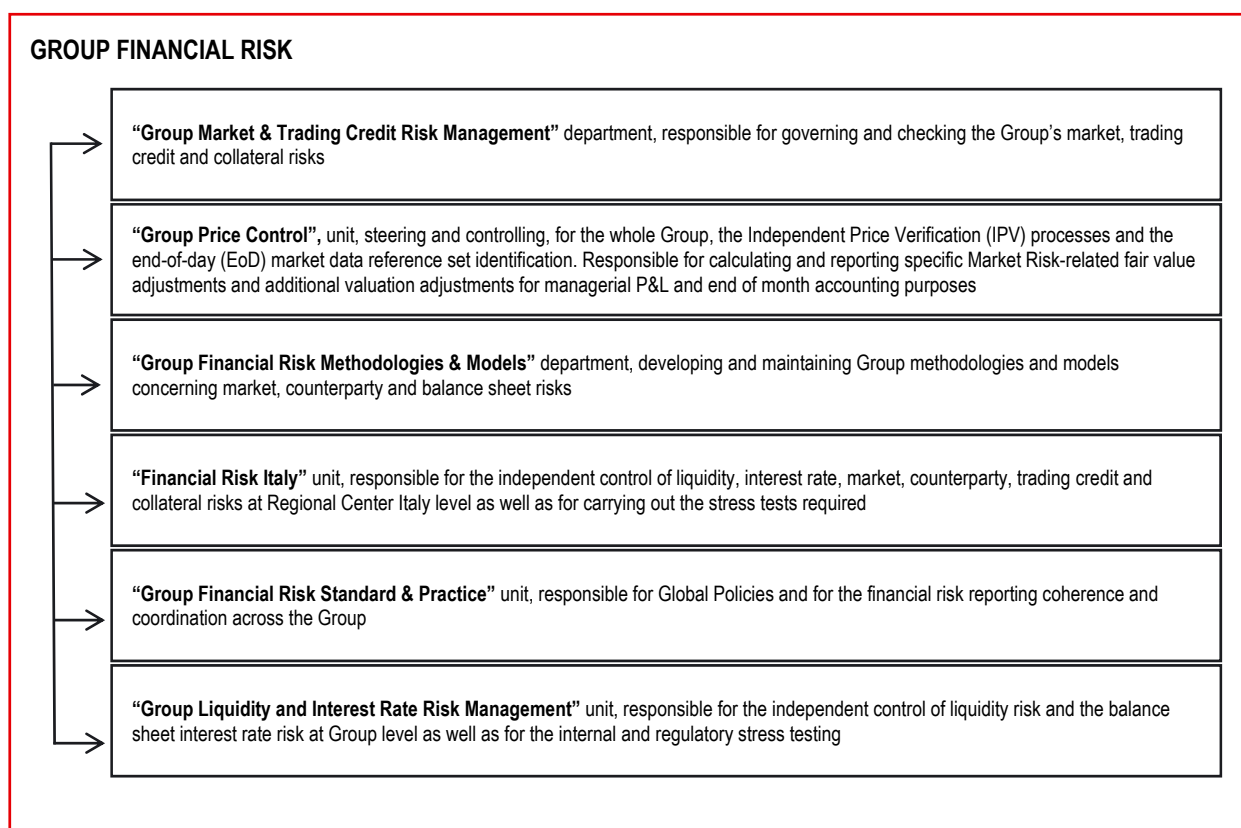 GROUP FINANCIAL RISK
“Group Market & Trading Credit Risk Management” department, responsible for governing and checking the Group’s market, trading
credit and collateral risks
“Group Price Control”, unit, steering and controlling, for the whole Group, the Independent Price Verification (IPV) processes and the
end-of-day (EoD) market data reference set identification. Responsible for calculating and reporting specific Market Risk-related fair value
adjustments and additional valuation adjustments for managerial P&L and end of month accounting purposes
“Group Financial Risk Methodologies & Models” department, developing and maintaining Group methodologies and models
concerning market, counterparty and balance sheet risks
“Financial Risk Italy” unit, responsible for the independent control of liquidity, interest rate, market, counterparty, trading credit and
collateral risks at Regional Center Italy level as well as for carrying out the stress tests required
“Group Financial Risk Standard & Practice” unit, responsible for Global Policies and for the financial risk reporting coherence and
coordination across the Group
“Group Liquidity and Interest Rate Risk Management” unit, responsible for the independent control of liquidity risk and the balance
sheet interest rate risk at Group level as well as for the internal and regulatory stress testing